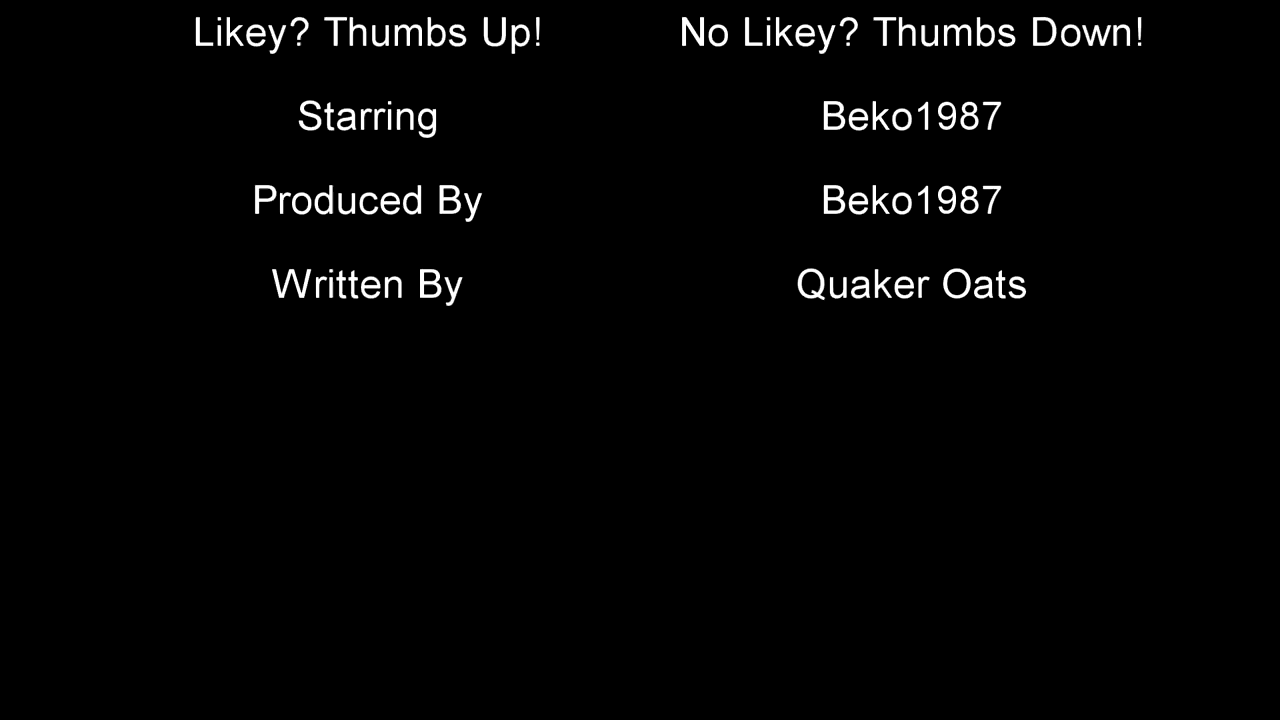 Likey? Thumbs Up! No Likey? Thumbs Down!
Starring Beko1987
Produced By Beko1987
Written By Quaker Oats